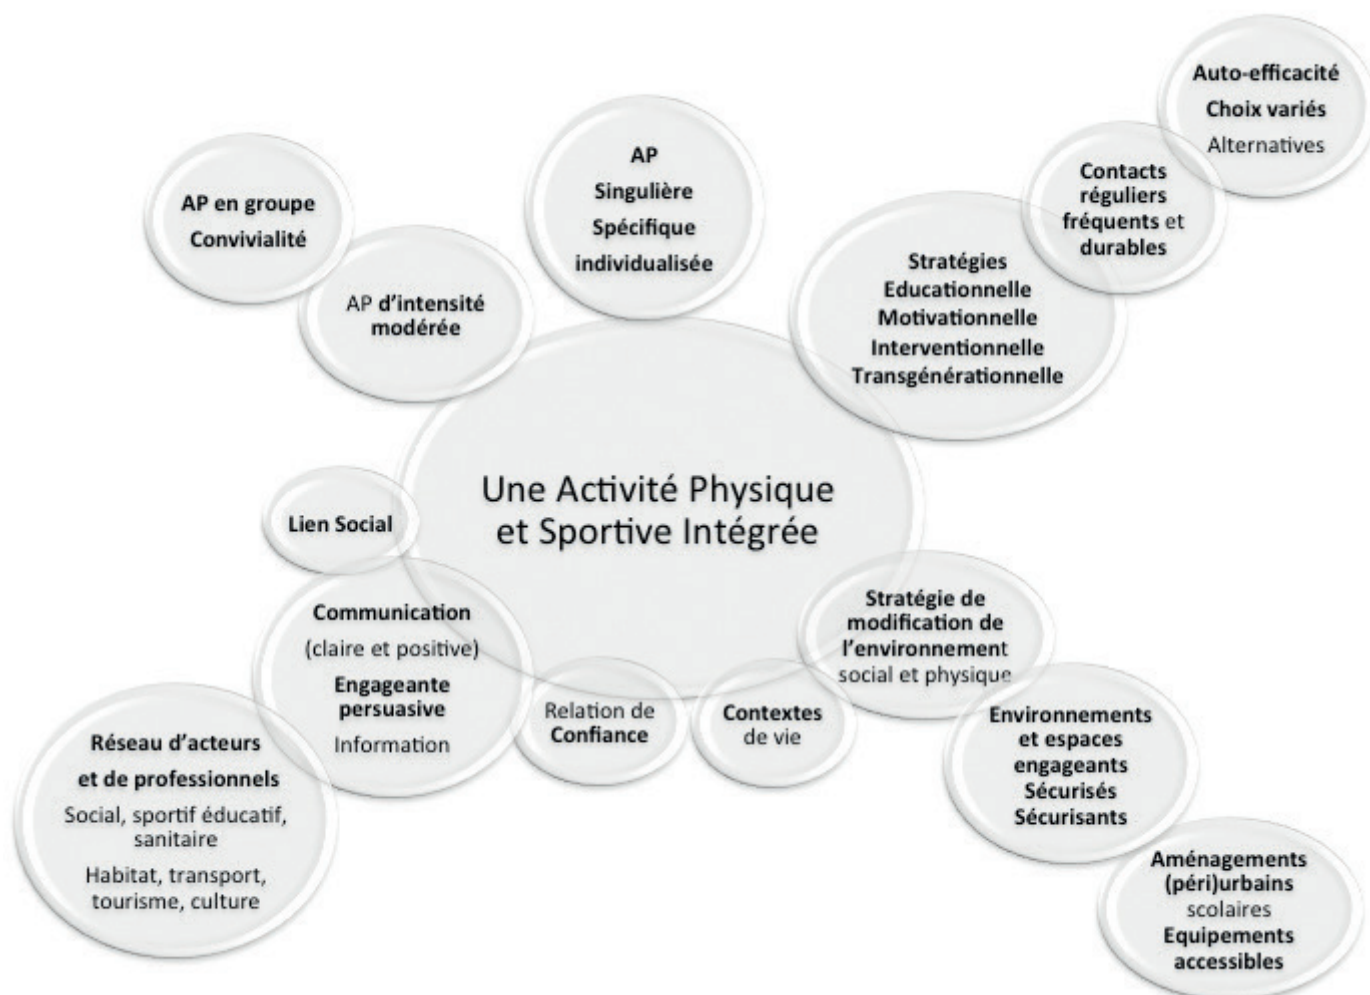 Auto-efficacité
Choix variés
Alternatives
Contacts
réguliers
fréquents et
durables
AP
Singulière
Spécifique
individualisée
AP en groupe
Convivialité
AP d'intensité
modérée
Stratégies
Educationnelle
Motivationnelle
Interventionnelle
Transgénérationnelle
Une Activité Physique
et Sportive Intégrée
Lien Social
Communication
(claire et positive)
Engageante
persuasive
Information
Réseau d'acteurs
et de professionnels
Social, sportif éducatif,
sanitaire
Habitat, transport,
tourisme, culture
Relation de
Confiance
Contextes
de vie
Stratégie de
modification de
l'environnement
social et physique
Environnements
et espaces
engageants
Sécurisés
Sécurisants
Aménagements
(péri)urbains
scolaires
Equipements
accessibles